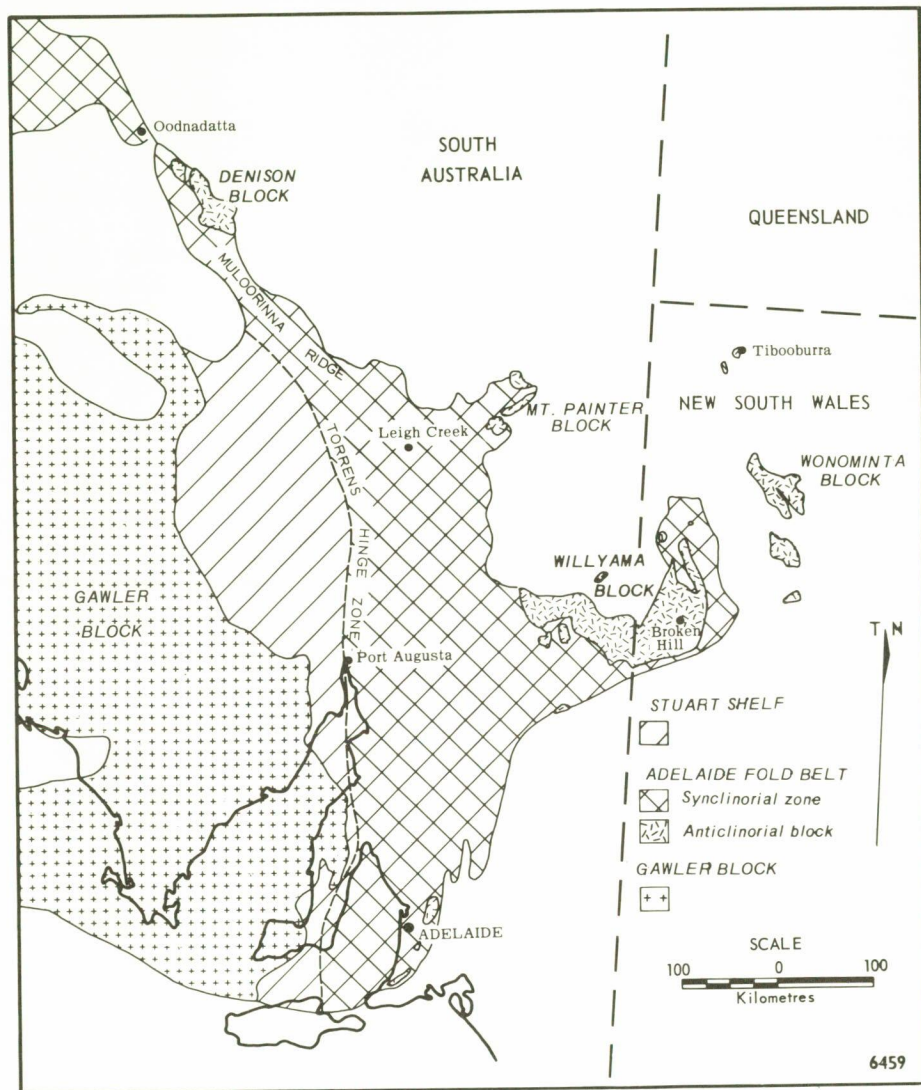 Oodnadatta
SOUTH
AUSTRALIA
DENISON
BLOCK
QUEENSLAND
MULOORINNA
RIDGE
Tibooburra
NEW SOUTH WALES
MT. PAINTER
BLOCK
TORRENS
HINGE
ZONE
Leigh Creek
WONOMINTA
BLOCK
WILLYAMA
BLOCK
GAWLER
BLOCK
Broken
Hill
Port Augusta
T N
STUART SHELF
ADELAIDE FOLD BELT
Synclinorial zone
Anticlinorial block
GAWLER BLOCK
ADELAIDE
SCALE
100 0 100
Kilometres
6459